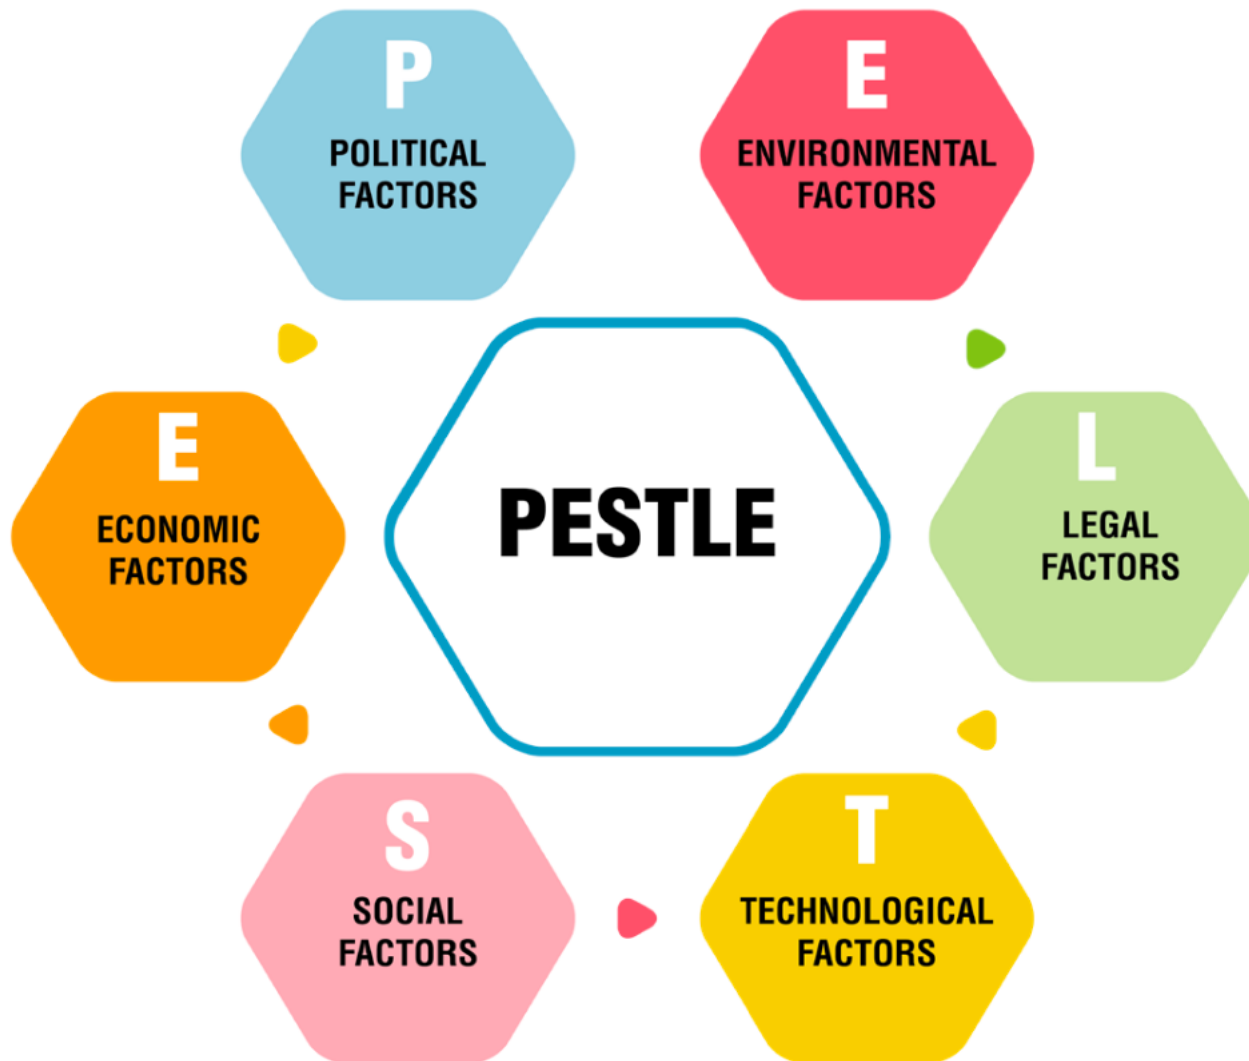 P
POLITICAL
FACTORS
E
ENVIRONMENTAL
FACTORS
E
ECONOMIC
FACTORS
PESTLE
L
LEGAL
FACTORS
S
SOCIAL
FACTORS
T
TECHNOLOGICAL
FACTORS